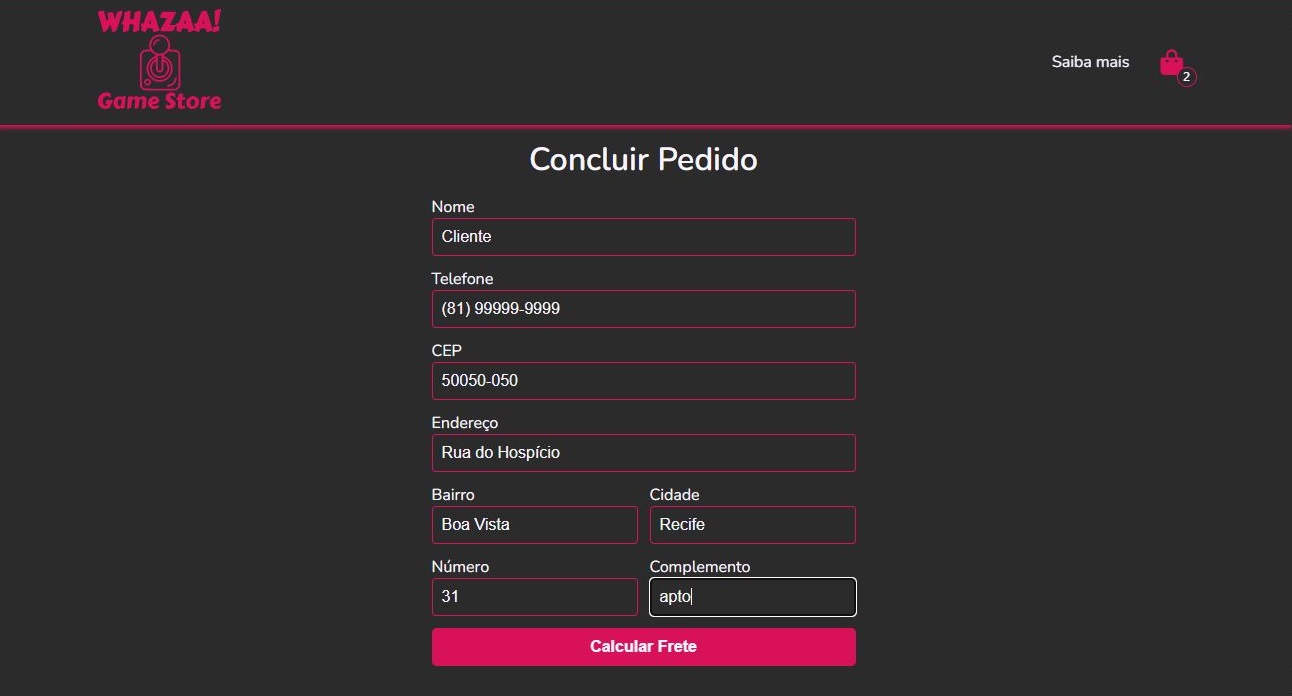 WHAZAA!
Game Store
Saiba mais
2
Concluir Pedido
Nome
Cliente
Telefone
(81) 99999-9999
CEP
50050-050
Endereço
Rua do Hospício
Bairro
Cidade
Boa Vista
Recife
Número
Complemento
31
apto
Calcular Frete